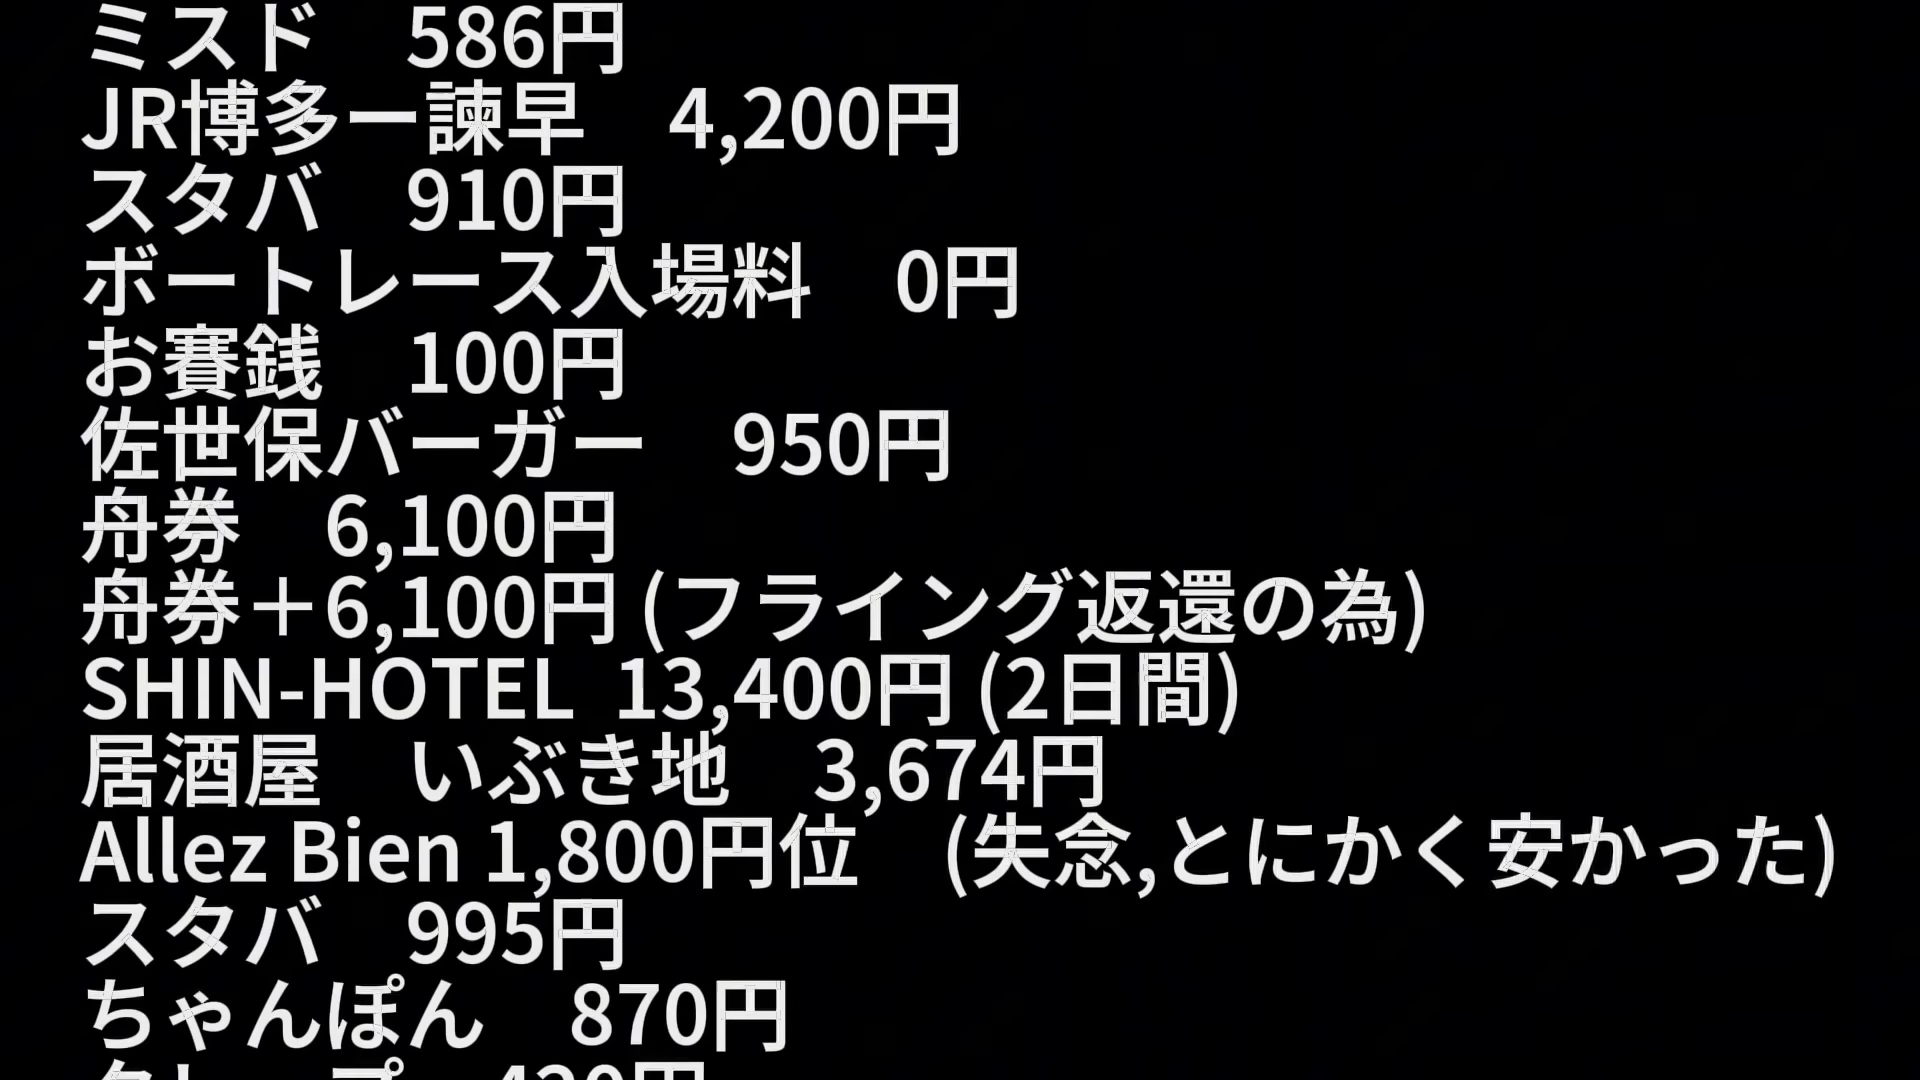 ミスド　586円
JR博多ー諫早　4,200円
スタバ　910円
ボートレース入場料　0円
お賽銭　100円
佐世保バーガー　950円
舟券　6,100円
舟券＋6,100円 (フライング返還の為)
SHIN-HOTEL  13,400円 (2日間)
居酒屋　いぶき地　3,674円
Allez Bien 1,800円位　(失念,とにかく安かった)
スタバ　995円
ちゃんぽん　870円